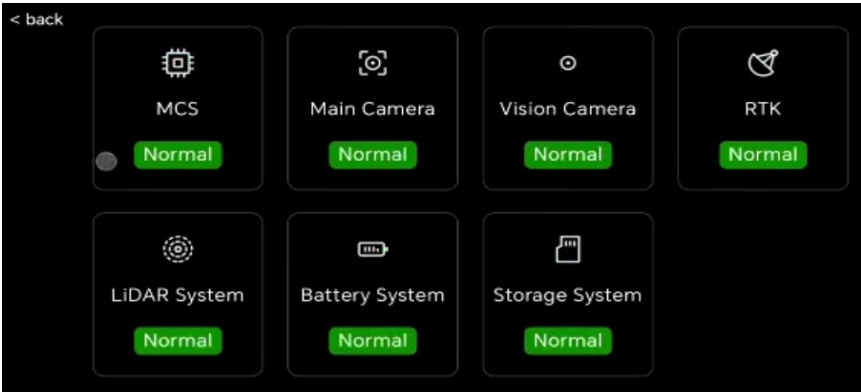 < back
MCS
Main Camera
Vision Camera
RTK
Normal
Normal
Normal
Normal
LiDAR System
Battery System
Storage System
Normal
Normal
Normal